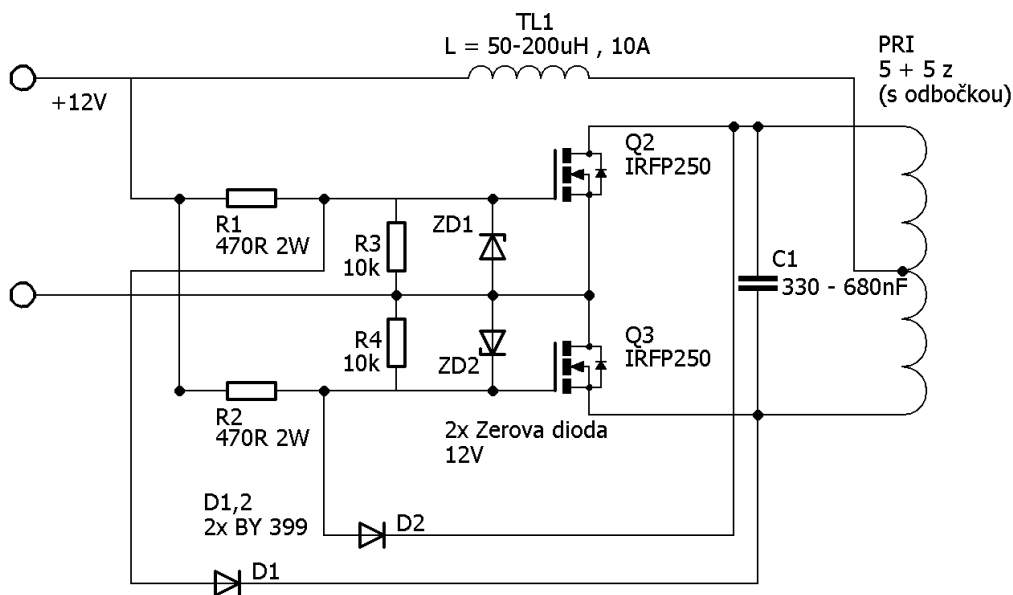 TL1
L = 50-200uH , 10A
PRI
5 + 5 z
(s odbočkou)
+12V
Q2
IRFP250
R1
470R 2W
R3
10k
ZD1
C1
330 - 680nF
R4
10k
ZD2
Q3
IRFP250
R2
470R 2W
2x Zerova dioda
12V
D1,2
2x BY 399
D2
D1